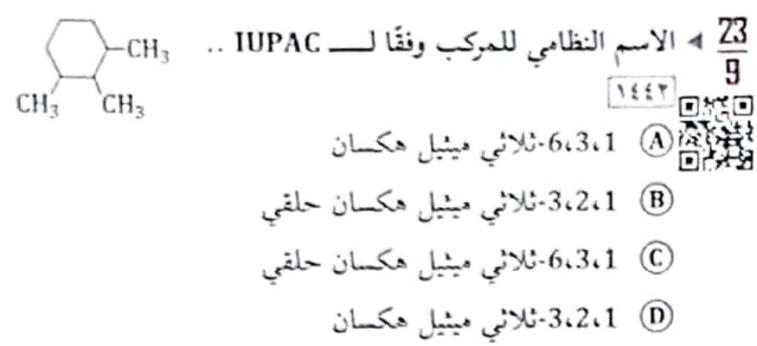 23
9
◄ الاسم النظامي للمركب وفقًا لـ IUPAC ..
١٤٤٢
CH₃
CH₃ CH₃
A 6،3،1-ثلاثي ميثيل هكسان
B 3،2،1-ثلاثي ميثيل هكسان حلقي
C 6،3،1-ثلاثي ميثيل هكسان حلقي
D 3،2،1-ثلاثي ميثيل هكسان